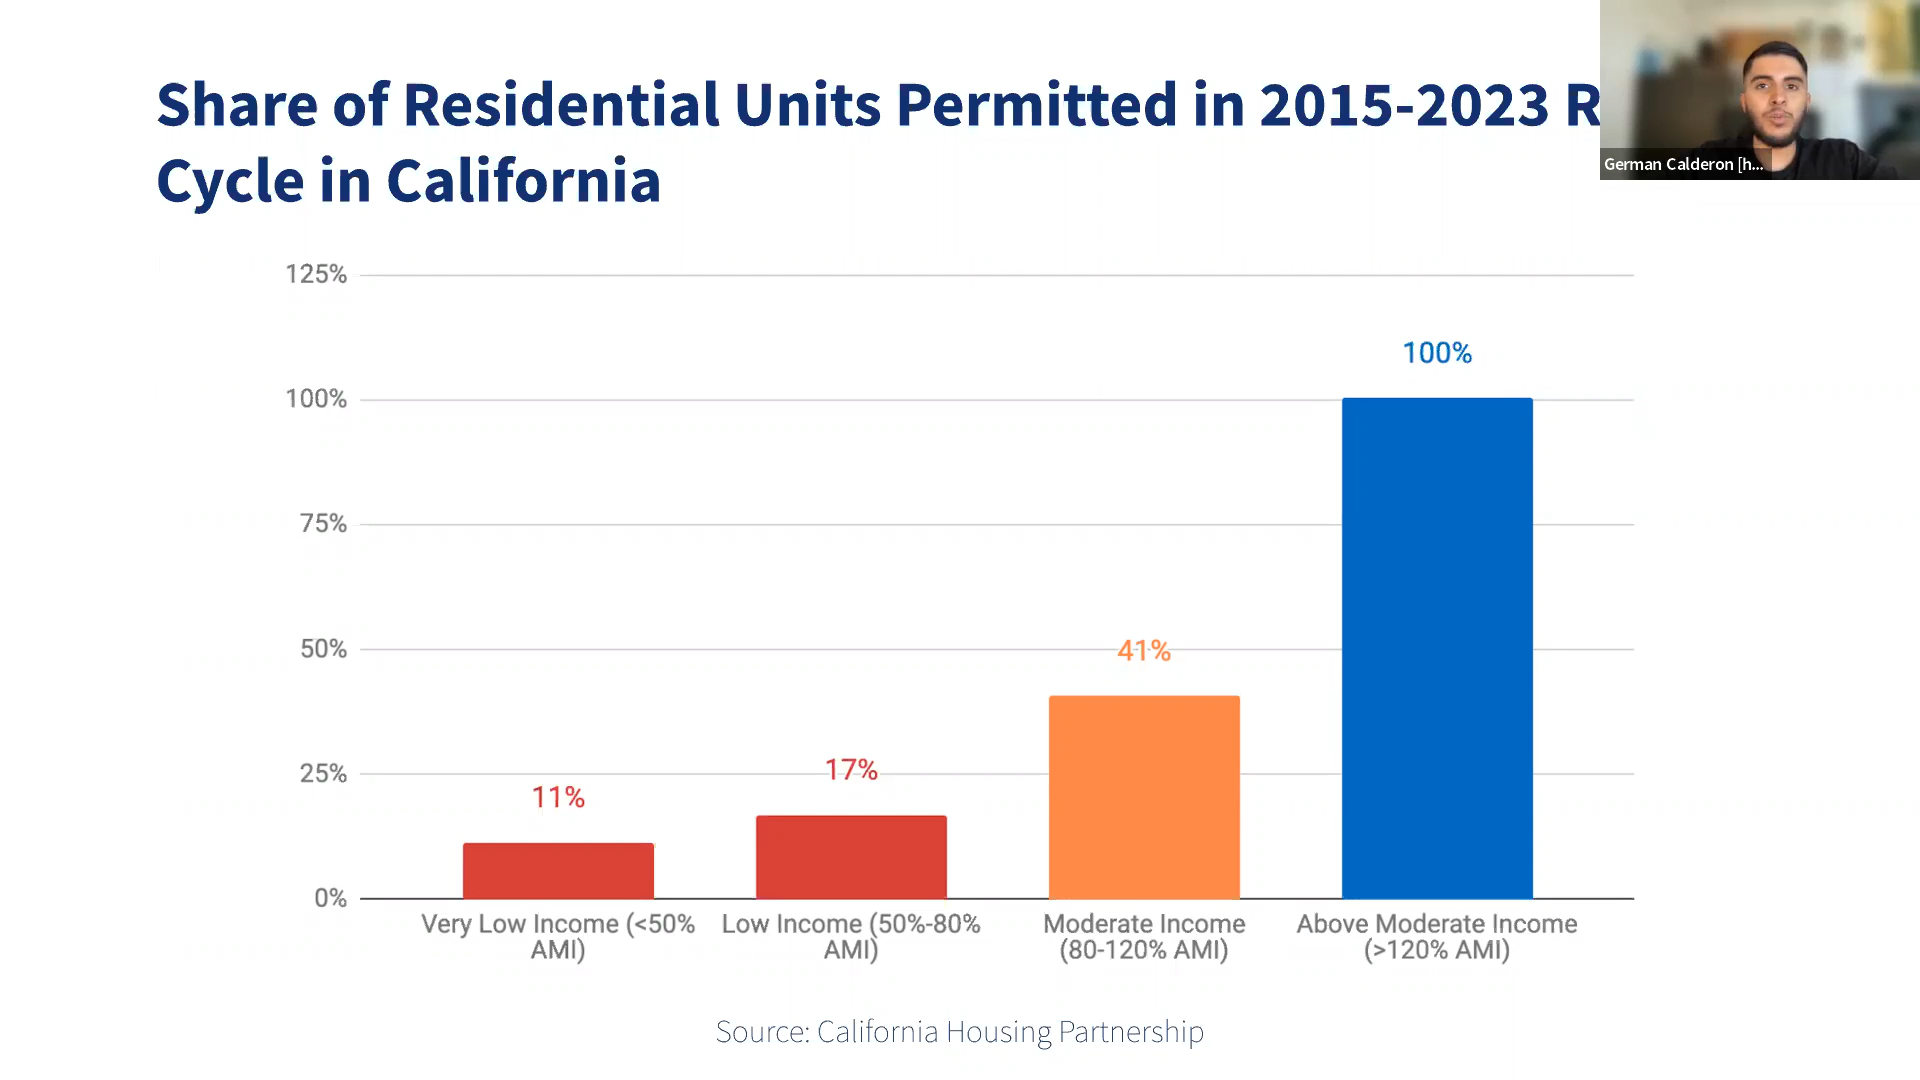 Share of Residential Units Permitted in 2015-2023 R
Cycle in California
German Calderon [h...
125%
100%
75%
50%
25%
0%
11%
17%
41%
100%
Very Low Income (<50%
AMI)
Low Income (50%-80%
AMI)
Moderate Income
(80-120% AMI)
Above Moderate Income
(>120% AMI)
Source: California Housing Partnership